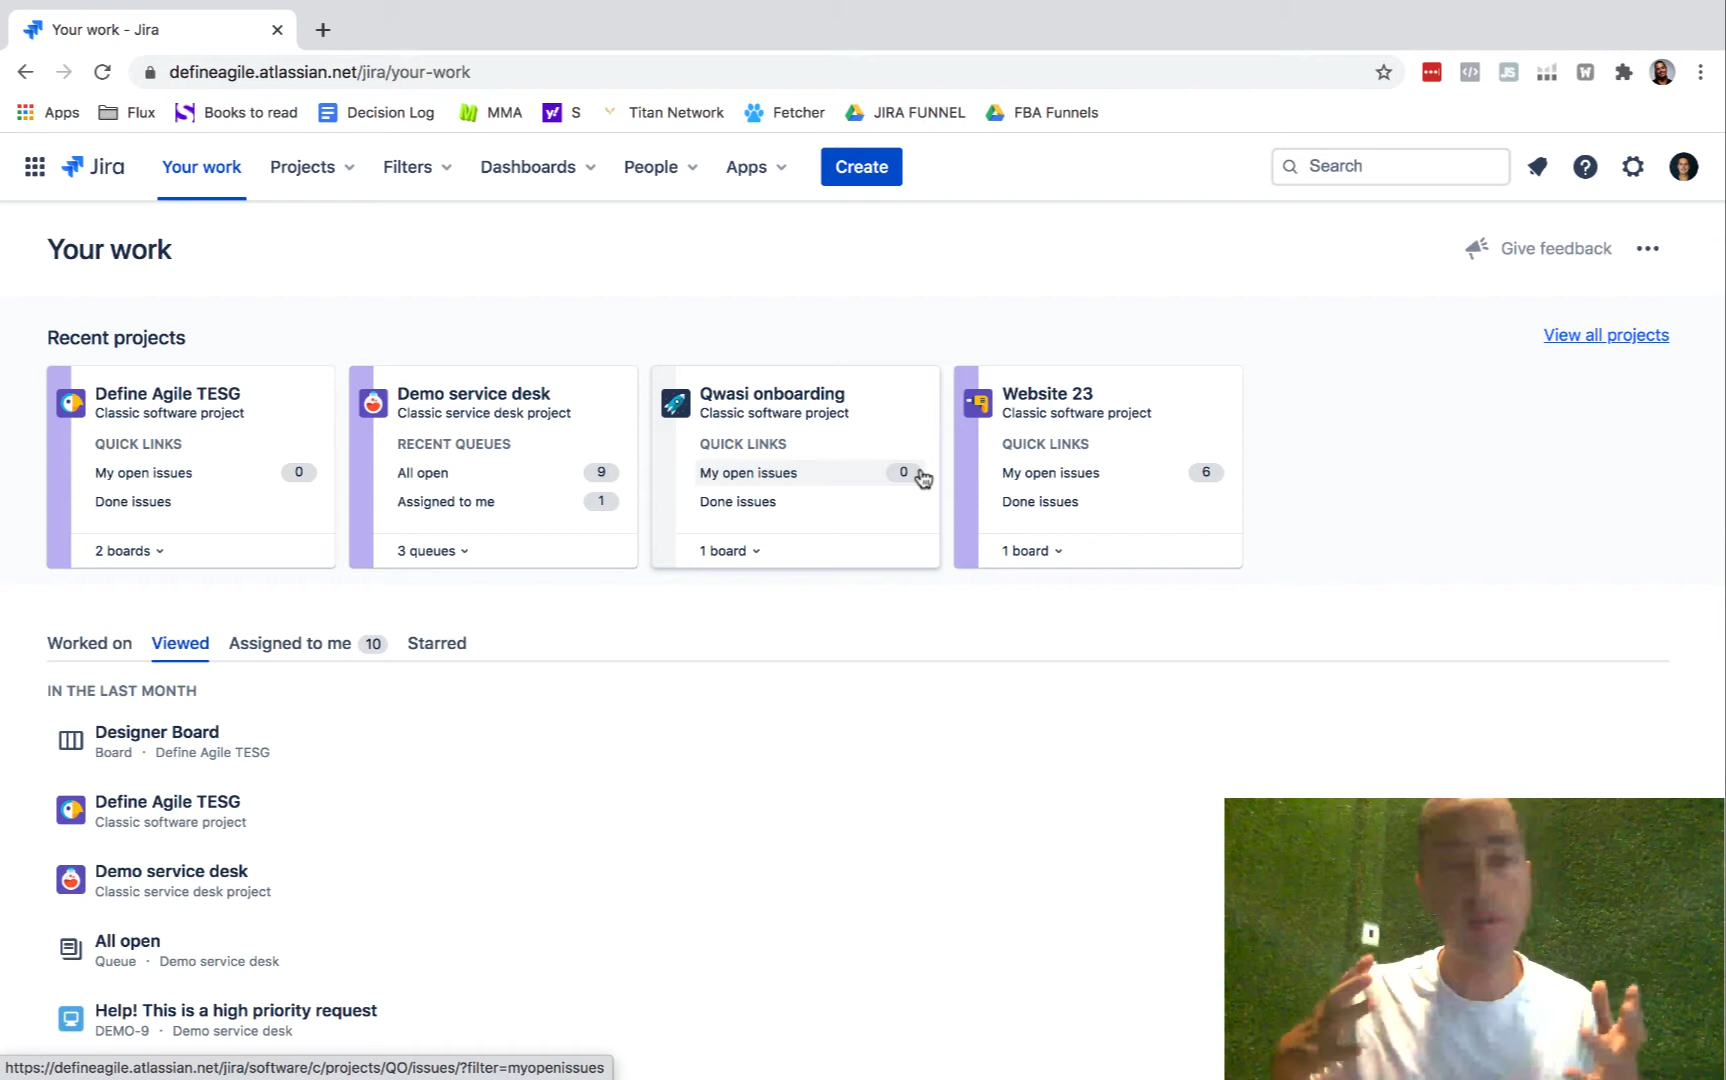 Your work - Jira
defineagile.atlassian.net/jira/your-work
Apps Flux Books to read Decision Log MMA S Titan Network Fetcher JIRA FUNNEL FBA Funnels
Jira Your work Projects Filters Dashboards People Apps Create Search
Your work
Give feedback
Recent projects
View all projects
Define Agile TESG
Classic software project
QUICK LINKS
My open issues 0
Done issues
2 boards
Demo service desk
Classic service desk project
RECENT QUEUES
All open 9
Assigned to me 1
3 queues
Qwasi onboarding
Classic software project
QUICK LINKS
My open issues 0
Done issues
1 board
Website 23
Classic software project
QUICK LINKS
My open issues 6
Done issues
1 board
Worked on Viewed Assigned to me 10 Starred
IN THE LAST MONTH
Designer Board
Board · Define Agile TESG
Define Agile TESG
Classic software project
Demo service desk
Classic service desk project
All open
Queue · Demo service desk
Help! This is a high priority request
DEMO-9 · Demo service desk
https://defineagile.atlassian.net/jira/software/c/projects/QO/issues/?filter=myopenissues